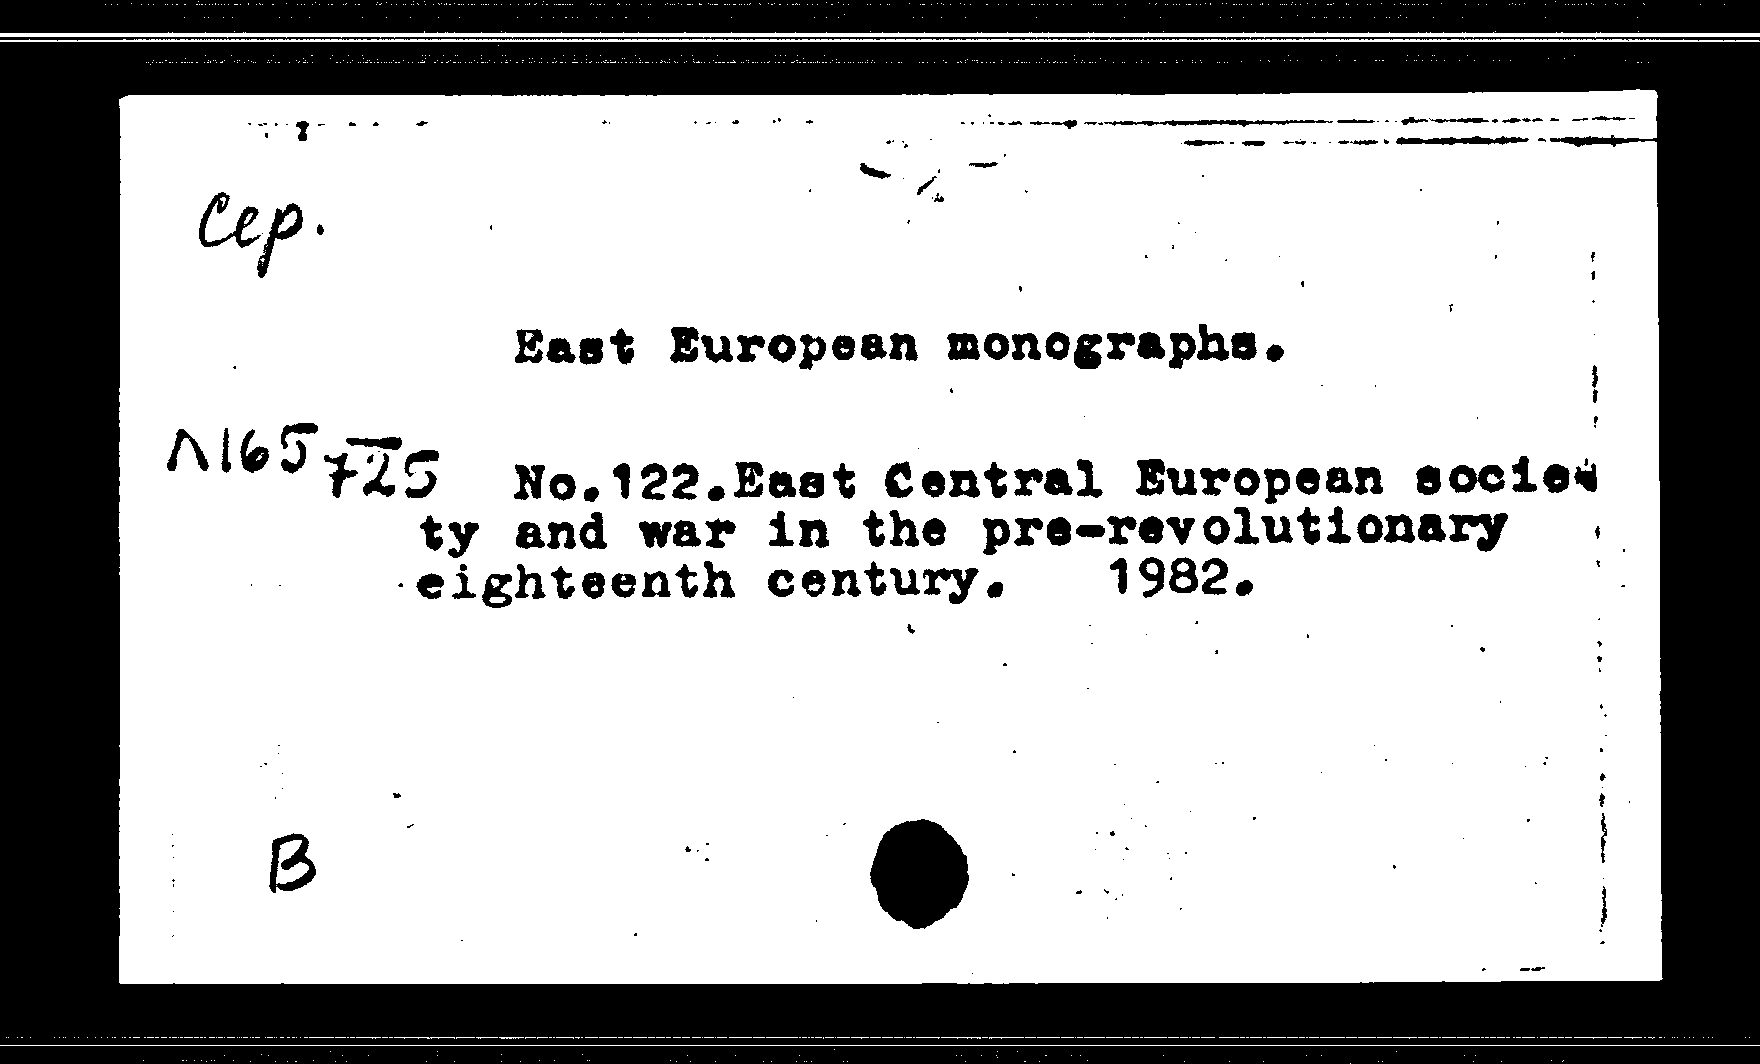 Сер.
East European monographs.
Л165
725 No.122.East Central European socie-
ty and war in the pre-revolutionary
eighteenth century. 1982.
В